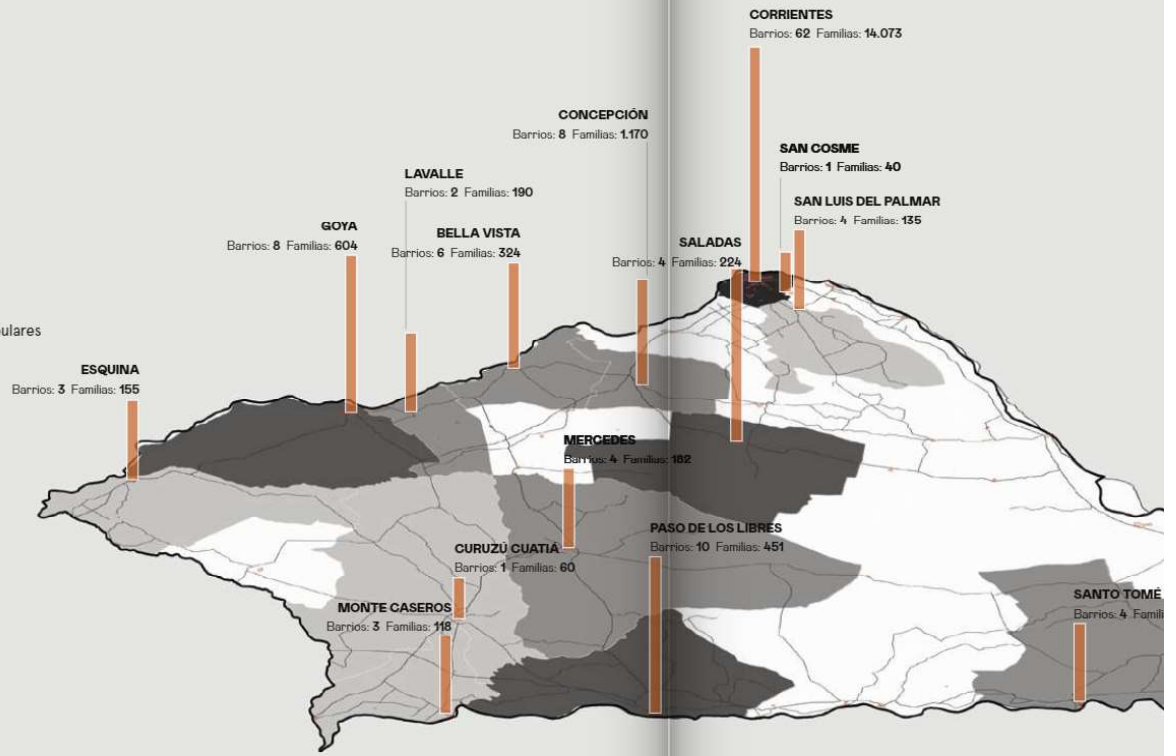 CORRIENTES
Barrios: 62 Familias: 14.073
CONCEPCIÓN
Barrios: 8 Familias: 1.170
SAN COSME
Barrios: 1 Familias: 40
LAVALLE
Barrios: 2 Familias: 190
SAN LUIS DEL PALMAR
Barrios: 4 Familias: 135
GOYA
Barrios: 8 Familias: 604
BELLA VISTA
Barrios: 6 Familias: 324
SALADAS
Barrios: 4 Familias: 224
ulares
ESQUINA
Barrios: 3 Familias: 155
MERCEDES
Barrios: 4 Familias: 182
PASO DE LOS LIBRES
Barrios: 10 Familias: 451
CURUZÚ CUATIÁ
Barrios: 1 Familias: 60
MONTE CASEROS
Barrios: 3 Familias: 118
SANTO TOMÉ
Barrios: 4 Famili